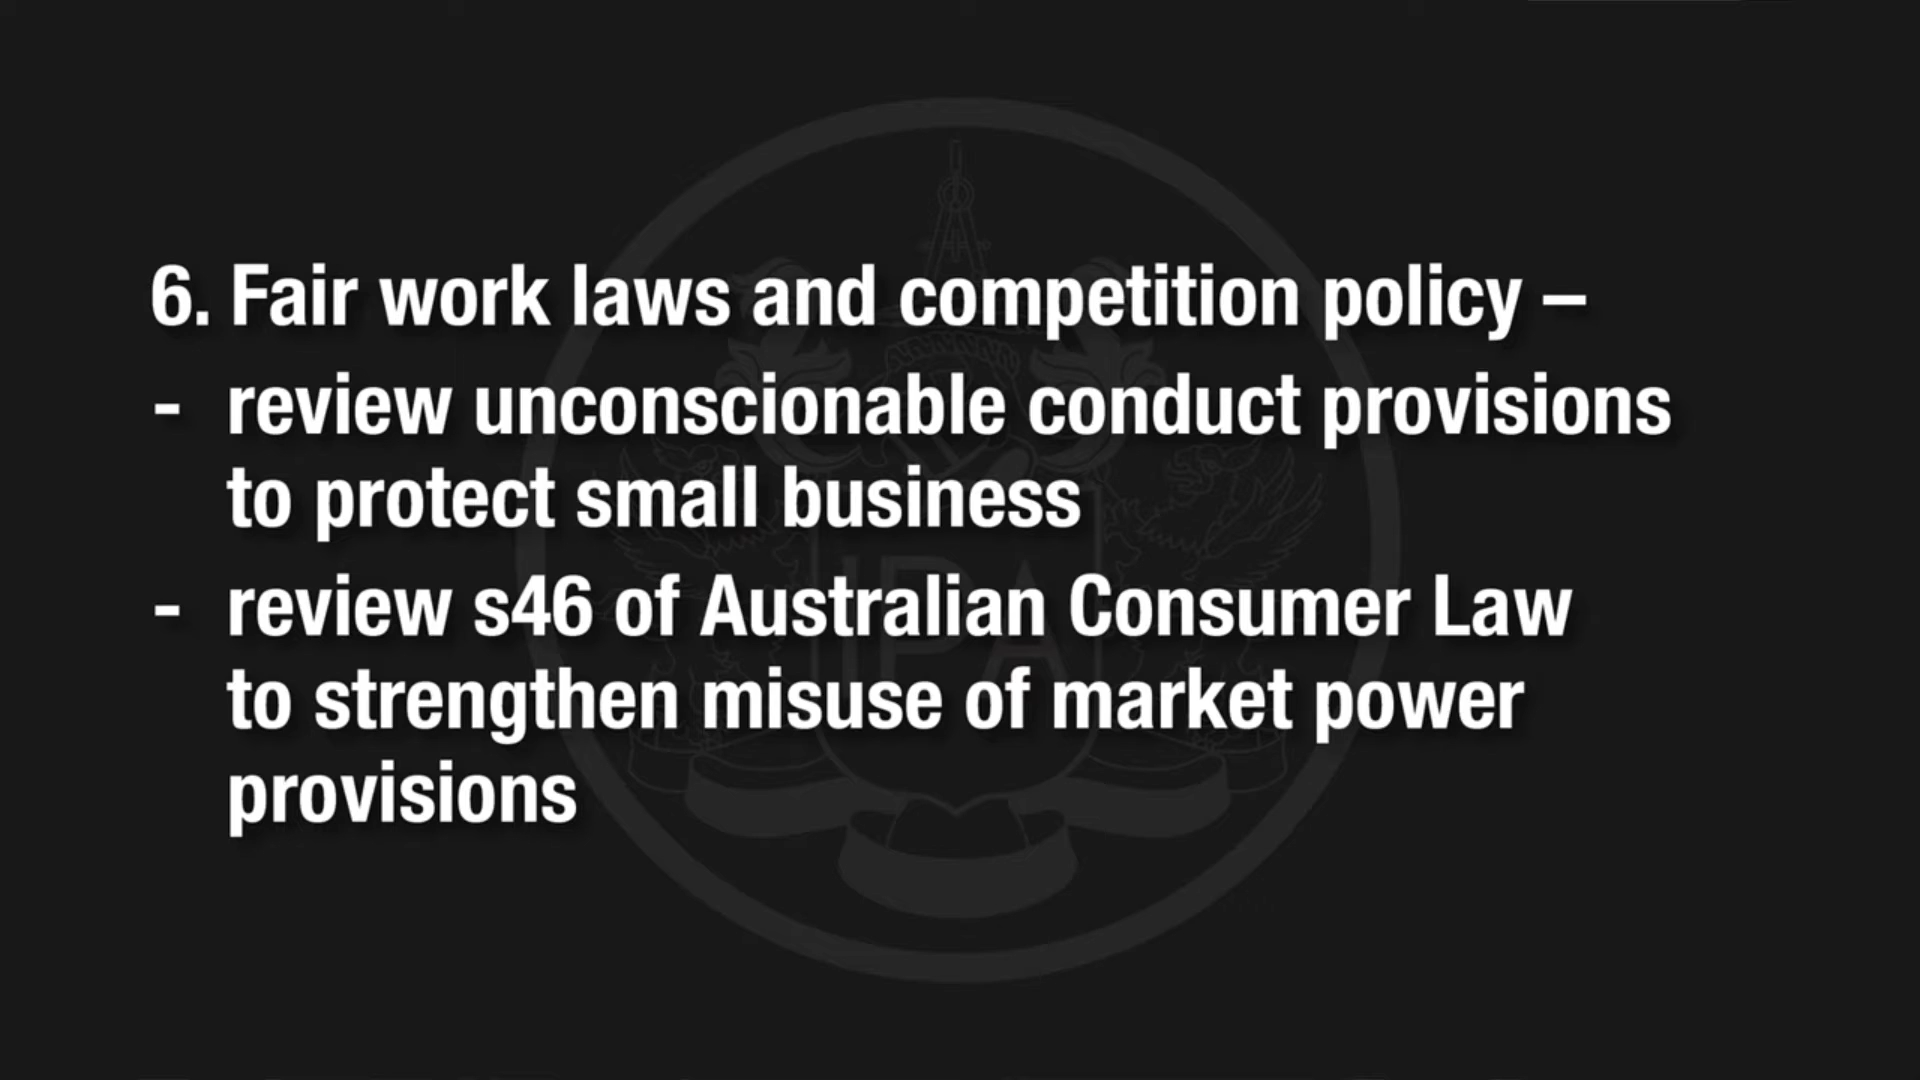 6. Fair work laws and competition policy –
- review unconscionable conduct provisions
to protect small business
- review s46 of Australian Consumer Law
to strengthen misuse of market power
provisions
IPA